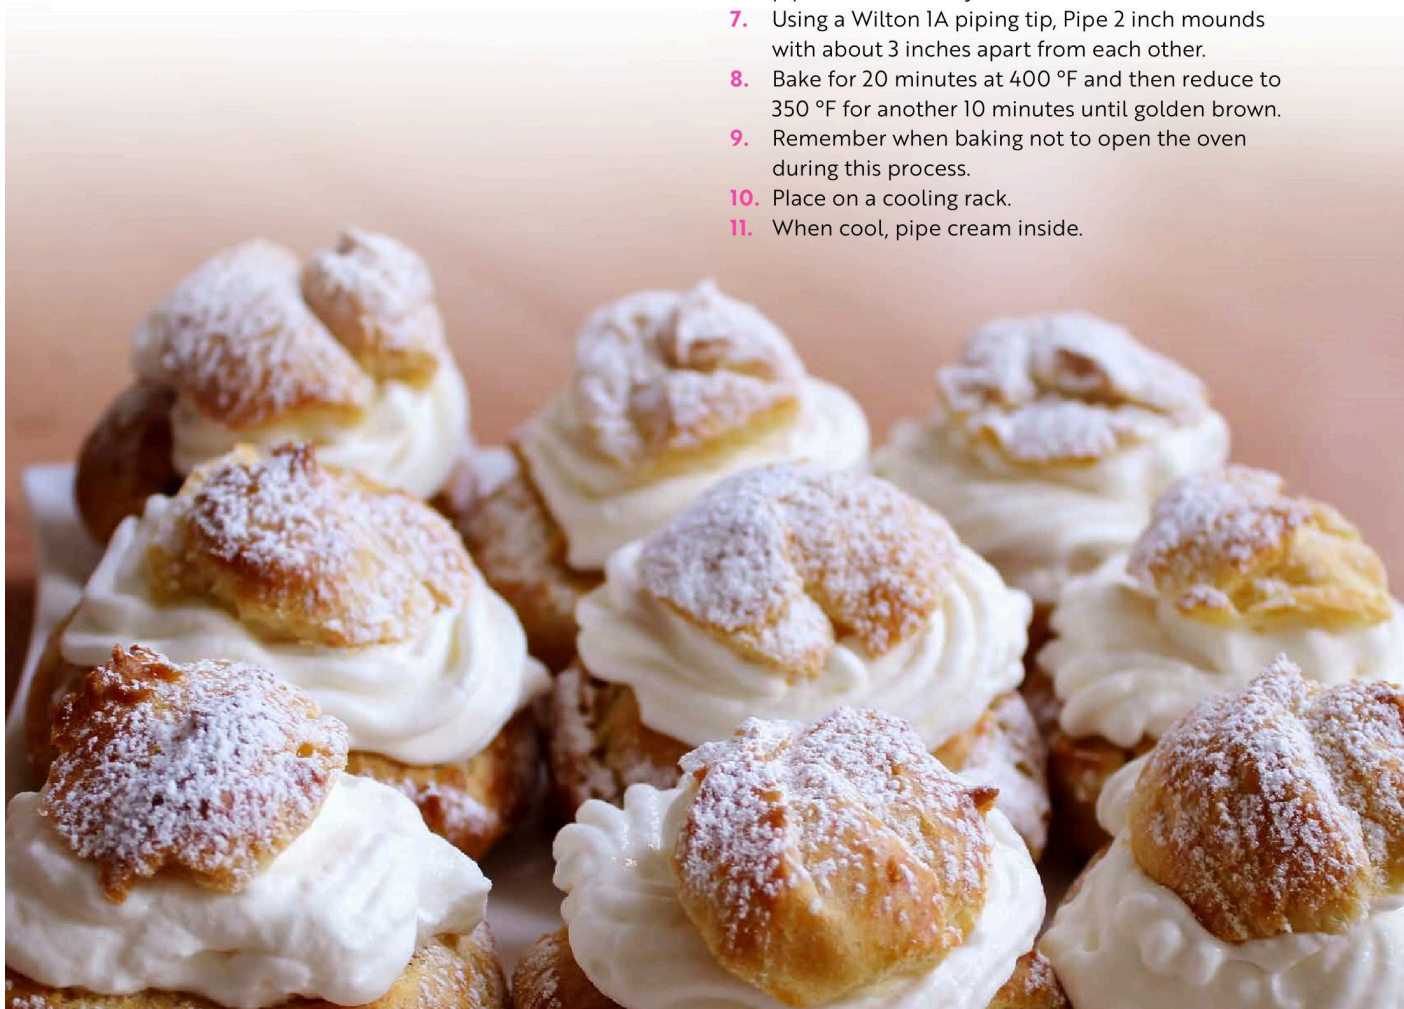 7. Using a Wilton 1A piping tip, Pipe 2 inch mounds
with about 3 inches apart from each other.
8. Bake for 20 minutes at 400 °F and then reduce to
350 °F for another 10 minutes until golden brown.
9. Remember when baking not to open the oven
during this process.
10. Place on a cooling rack.
11. When cool, pipe cream inside.